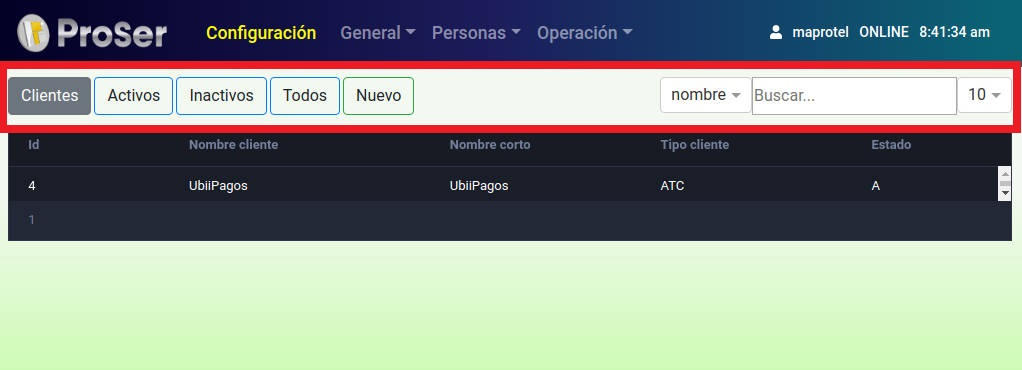 ProSer Configuración General Personas Operación maprotel ONLINE 8:41:34 am
Clientes Activos Inactivos Todos Nuevo nombre Buscar... 10
Id Nombre cliente Nombre corto Tipo cliente Estado
4 UbiiPagos UbiiPagos ATC A
1